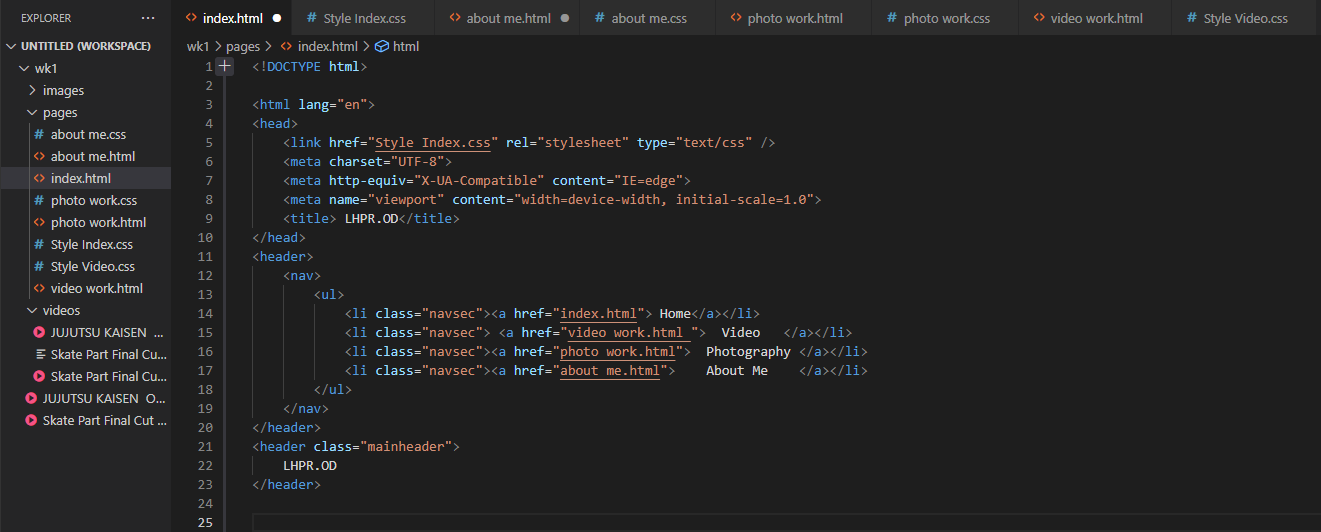 EXPLORER ...
UNTITLED (WORKSPACE)
wk1
images
pages
about me.css
about me.html
index.html
photo work.css
photo work.html
Style Index.css
Style Video.css
video work.html
videos
JUJUTSU KAISEN ...
Skate Part Final Cu...
Skate Part Final Cu...
JUJUTSU KAISEN O...
Skate Part Final Cut ...
index.html Style Index.css about me.html about me.css photo work.html photo work.css video work.html Style Video.css
wk1 > pages > index.html > html
1 <!DOCTYPE html>
2
3 <html lang="en">
4 <head>
5     <link href="Style Index.css" rel="stylesheet" type="text/css" />
6     <meta charset="UTF-8">
7     <meta http-equiv="X-UA-Compatible" content="IE=edge">
8     <meta name="viewport" content="width=device-width, initial-scale=1.0">
9     <title> LHPR.OD</title>
10 </head>
11 <header>
12     <nav>
13         <ul>
14             <li class="navsec"><a href="index.html"> Home</a></li>
15             <li class="navsec"> <a href="video work.html ">  Video   </a></li>
16             <li class="navsec"><a href="photo work.html">  Photography </a></li>
17             <li class="navsec"><a href="about me.html">    About Me    </a></li>
18         </ul>
19     </nav>
20 </header>
21 <header class="mainheader">
22     LHPR.OD
23 </header>
24
25